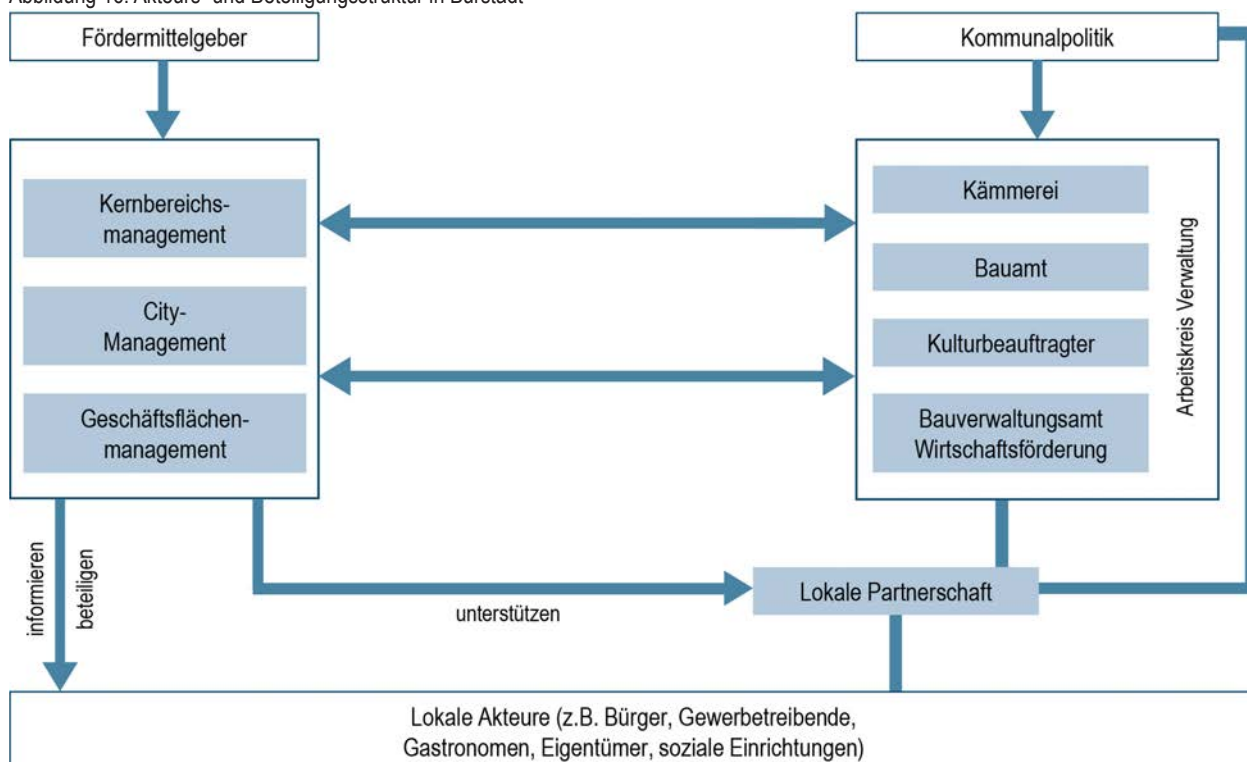 Abbildung 18: Akteurs- und Beteiligungsstruktur in Bürstadt
Fördermittelgeber
Kommunalpolitik
Kernbereichs-
management
City-
Management
Geschäftsflächen-
management
Kämmerei
Bauamt
Kulturbeauftragter
Bauverwaltungsamt
Wirtschaftsförderung
Arbeitskreis Verwaltung
informieren
beteiligen
unterstützen
Lokale Partnerschaft
Lokale Akteure (z.B. Bürger, Gewerbetreibende,
Gastronomen, Eigentümer, soziale Einrichtungen)